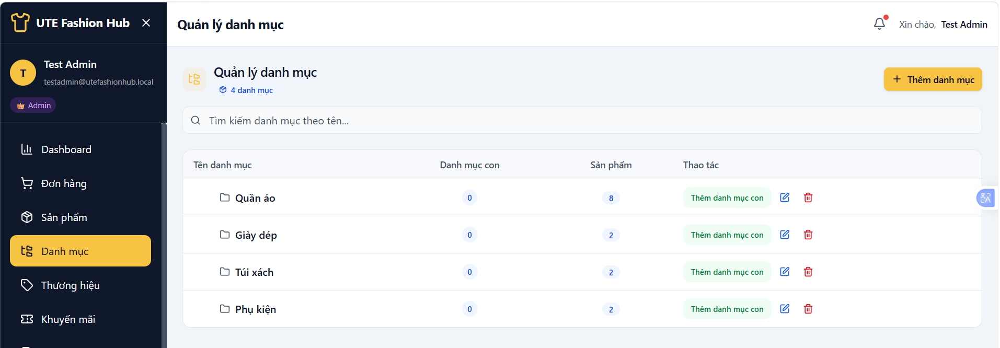 UTE Fashion Hub
Quản lý danh mục
Xin chào, Test Admin
T
Test Admin
testadmin@utefashionhub.local
Admin
Dashboard
Đơn hàng
Sản phẩm
Danh mục
Thương hiệu
Khuyến mãi
Quản lý danh mục
4 danh mục
+ Thêm danh mục
Tìm kiếm danh mục theo tên...
Tên danh mục Danh mục con Sản phẩm Thao tác
Quần áo 0 8 Thêm danh mục con
Giày dép 0 2 Thêm danh mục con
Túi xách 0 2 Thêm danh mục con
Phụ kiện 0 2 Thêm danh mục con